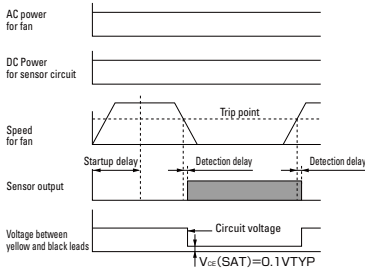 AC power
for fan
DC Power
for sensor circuit
Trip point
Speed
for fan
Startup delay
Detection delay
Detection delay
Sensor output
Circuit voltage
Voltage between
yellow and black leads
VCE(SAT)=0.1VTYP